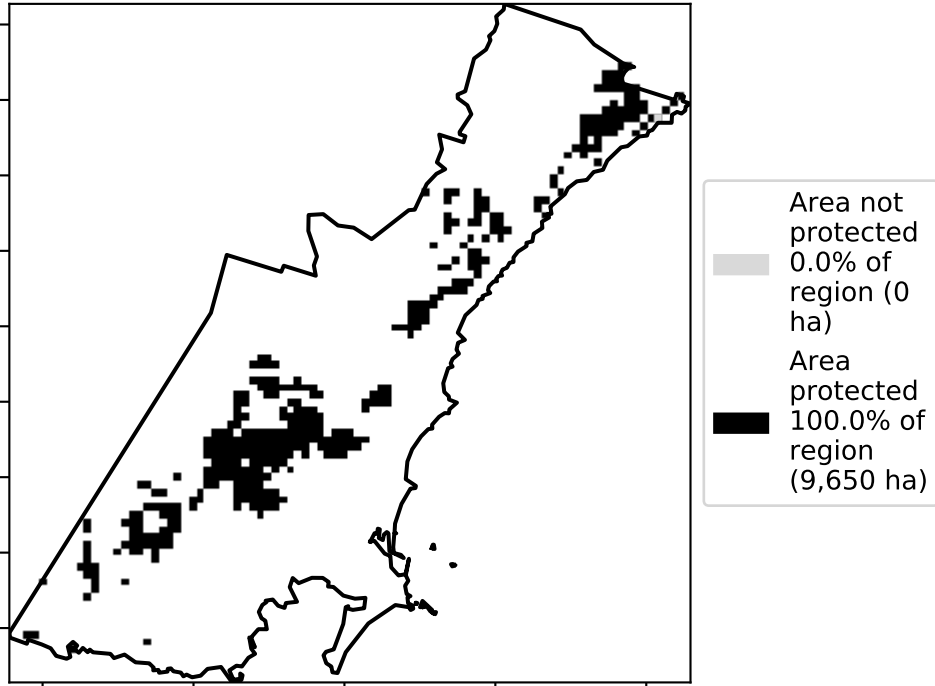 Area not
protected
0.0% of
region (0
ha)
Area
protected
100.0% of
region
(9,650 ha)